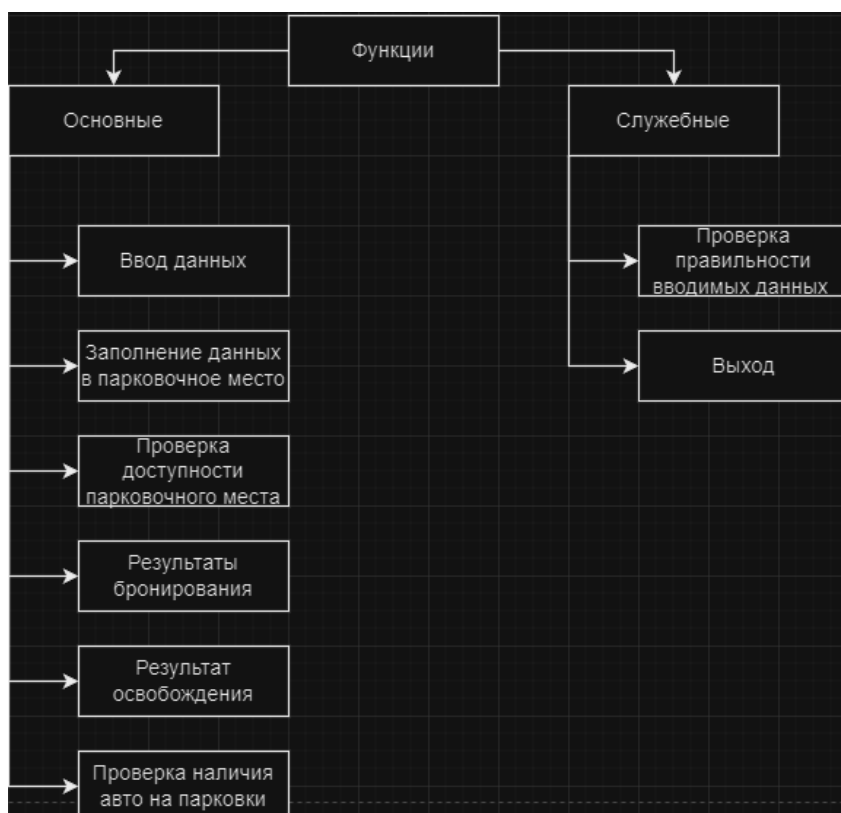 Функции
Основные
Служебные
Ввод данных
Проверка
правильности
вводимых данных
Заполнение данных
в парковочное место
Выход
Проверка
доступности
парковочного места
Результаты
бронирования
Результат
освобождения
Проверка наличия
авто на парковки